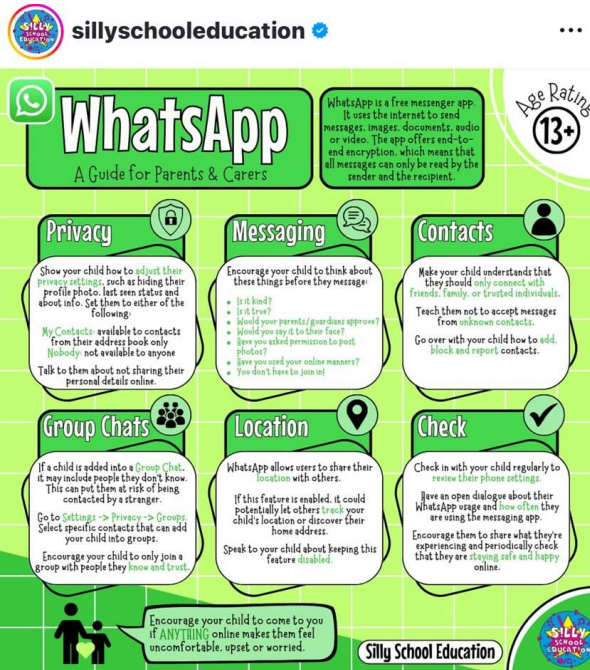 sillyschooleducation
SILLY
SCHOOL
EDUCATION
WhatsApp
A Guide for Parents & Carers
WhatsApp is a free messenger app.
It uses the internet to send
messages, images, documents, audio
or video. The app offers end-to-
end encryption, which means that
all messages can only be read by the
sender and the recipient.
Age Rating
13+
Privacy
Show your child how to adjust their
privacy settings, such as hiding their
profile photo, last seen status and
about info. Set them to either of the
following:
My Contacts: available to contacts
from their address book only
Nobody: not available to anyone
Talk to them about not sharing their
personal details online.
Messaging
Encourage your child to think about
these things before they message:
• Is it kind?
• Is it true?
• Would your parents/guardians approve?
• Would you say it to their face?
• Have you asked permission to post
photos?
• Have you used your online manners?
• You don't have to join in!
Contacts
Make your child understands that
they should only connect with
friends, family, or trusted individuals.
Teach them not to accept messages
from unknown contacts.
Go over with your child how to add,
block and report contacts.
Group Chats
If a child is added into a Group Chat,
it may include people they don't know.
This can put them at risk of being
contacted by a stranger.
Go to Settings -> Privacy -> Groups.
Select specific contacts that can add
your child into groups.
Encourage your child to only join a
group with people they know and trust.
Location
WhatsApp allows users to share their
location with others.
If this feature is enabled, it could
potentially let others track your
child's location or discover their
home address.
Speak to your child about keeping this
feature disabled.
Check
Check in with your child regularly to
review their phone settings.
Have an open dialogue about their
WhatsApp usage and how often they
are using the messaging app.
Encourage them to share what they're
experiencing and periodically check
that they are staying safe and happy
online.
Encourage your child to come to you
if ANYTHING online makes them feel
uncomfortable, upset or worried.
Silly School Education
SILLY
SCHOOL
EDUCATION